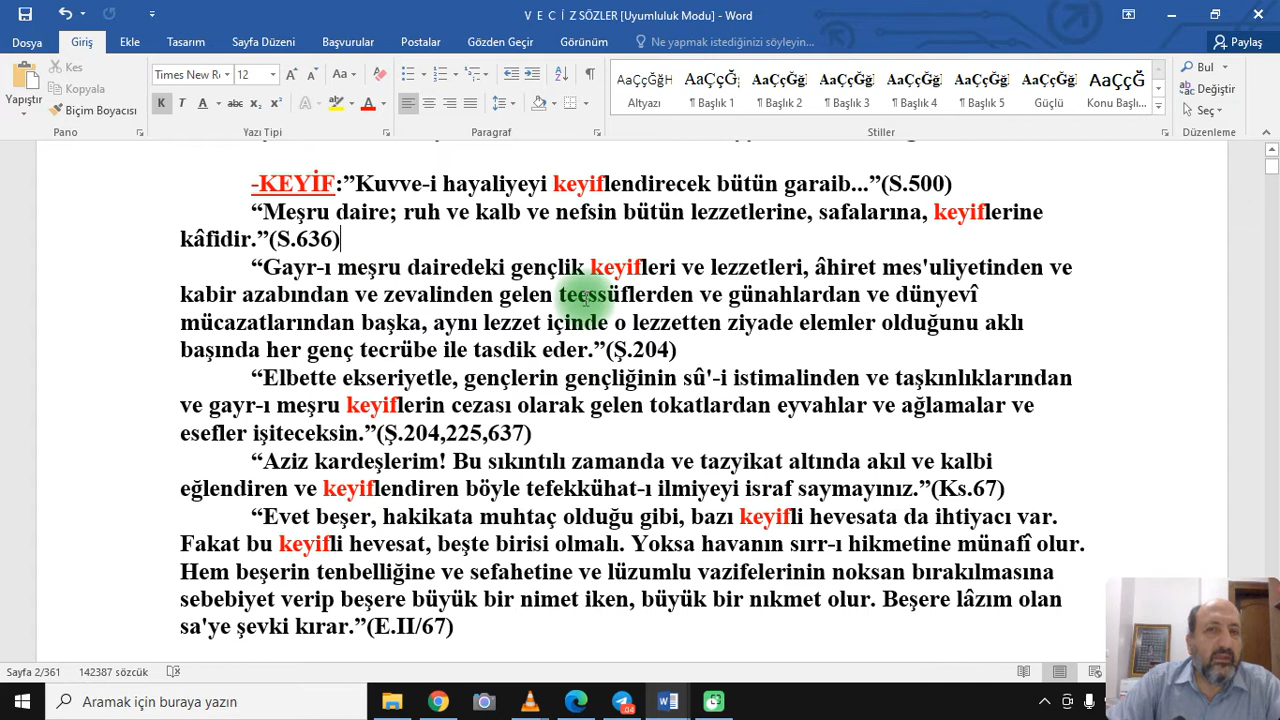 V E C İ Z SÖZLER [Uyumluluk Modu] - Word
Dosya Giriş Ekle Tasarım Sayfa Düzeni Başvurular Postalar Gözden Geçir Görünüm Ne yapmak istediğinizi söyleyin... Paylaş
Yapıştır
Kes
Kopyala
Biçim Boyacısı
Times New Ro 12
AaÇçĞğH Altyazı
AaÇçĞ ¶ Başlık 1
AaÇçĞğ ¶ Başlık 2
AaÇçĞğ ¶ Başlık 3
AaÇçĞğ ¶ Başlık 4
AaÇçĞğ ¶ Başlık 5
AaÇçĞğ Güçlü
AaÇçĞ Konu Başlı...
Bul
Değiştir
Seç
Pano Yazı Tipi Paragraf Stiller Düzenleme
-KEYİF:”Kuvve-i hayaliyeyi keyiflendirecek bütün garaib...”(S.500)
“Meşru daire; ruh ve kalb ve nefsin bütün lezzetlerine, safalarına, keyiflerine
kâfidir.”(S.636)
“Gayr-ı meşru dairedeki gençlik keyifleri ve lezzetleri, âhiret mes'uliyetinden ve
kabir azabından ve zevalinden gelen teessüflerden ve günahlardan ve dünyevî
mücazatlarından başka, aynı lezzet içinde o lezzetten ziyade elemler olduğunu aklı
başında her genç tecrübe ile tasdik eder.”(Ş.204)
“Elbette ekseriyetle, gençlerin gençliğinin sû'-i istimalinden ve taşkınlıklarından
ve gayr-ı meşru keyiflerin cezası olarak gelen tokatlardan eyvahlar ve ağlamalar ve
esefler işiteceksin.”(Ş.204,225,637)
“Aziz kardeşlerim! Bu sıkıntılı zamanda ve tazyikat altında akıl ve kalbi
eğlendiren ve keyiflendiren böyle tefekkühat-ı ilmiyeyi israf saymayınız.”(Ks.67)
“Evet beşer, hakikata muhtaç olduğu gibi, bazı keyifli hevesata da ihtiyacı var.
Fakat bu keyifli hevesat, beşte birisi olmalı. Yoksa havanın sırr-ı hikmetine münafî olur.
Hem beşerin tenbelliğine ve sefahetine ve lüzumlu vazifelerinin noksan bırakılmasına
sebebiyet verip beşere büyük bir nimet iken, büyük bir nıkmet olur. Beşere lâzım olan
sa'ye şevki kırar.”(E.II/67)
Sayfa 2/361 142387 sözcük
Aramak için buraya yazın